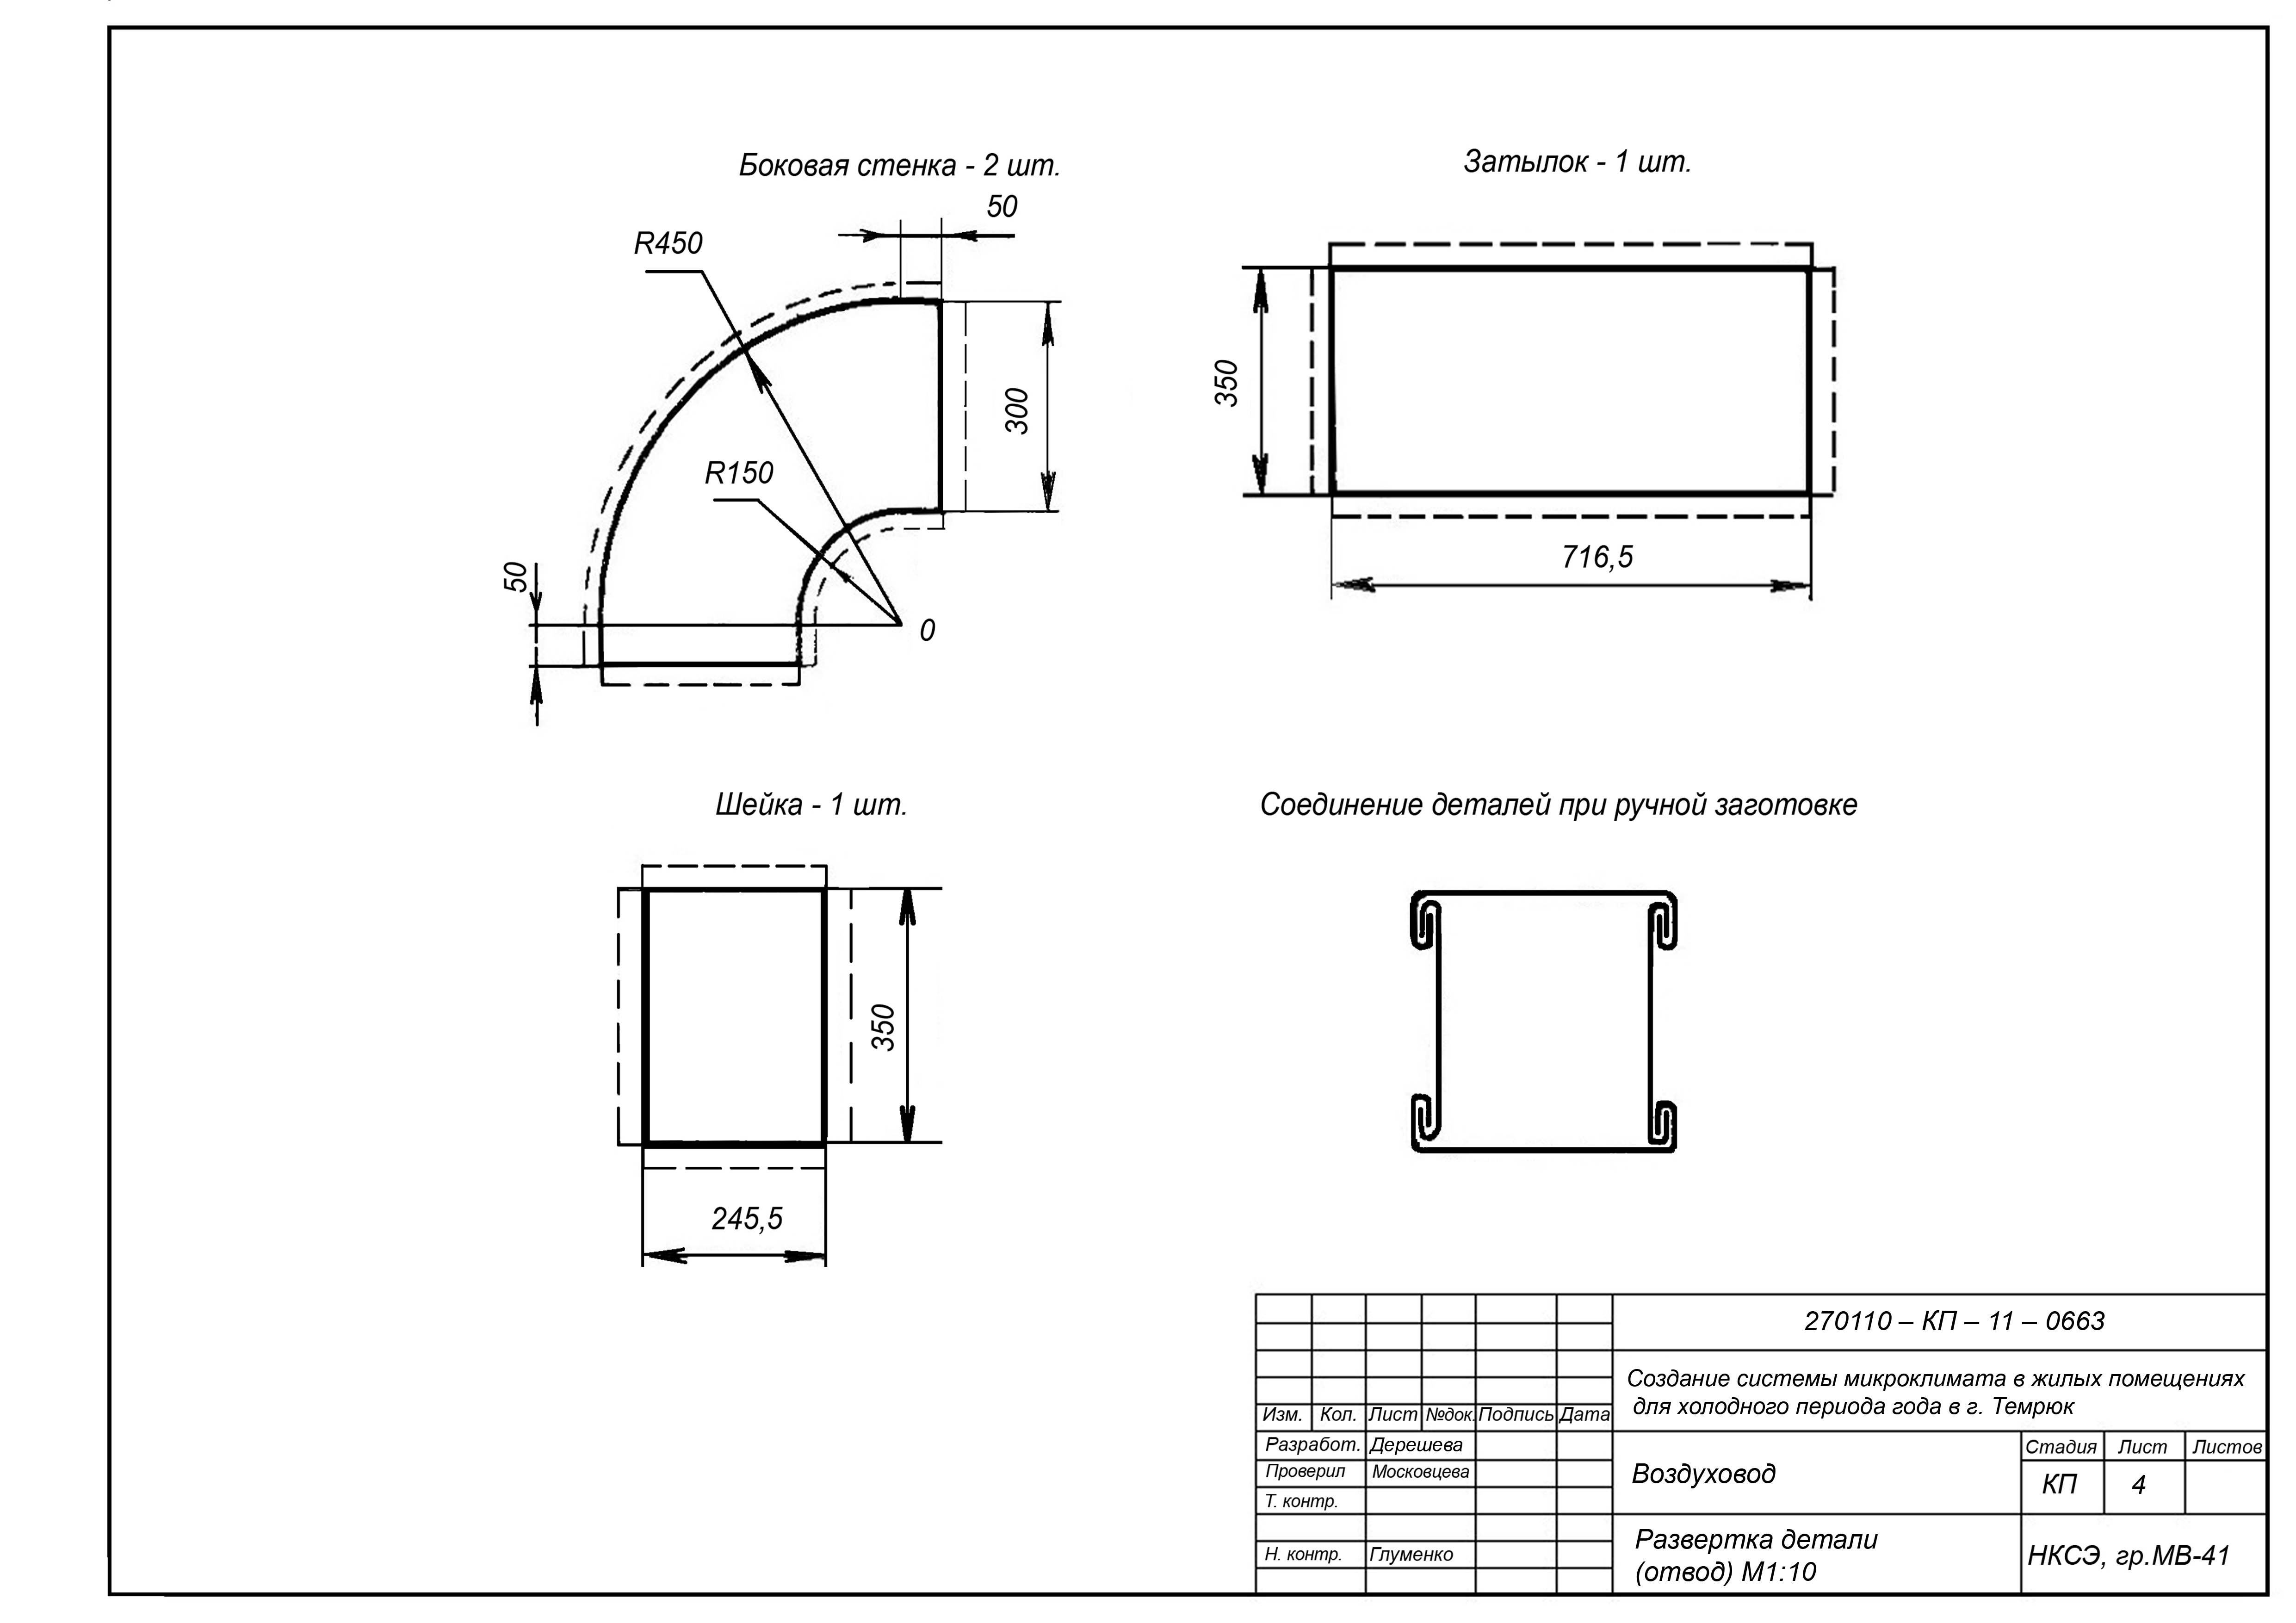 Боковая стенка - 2 шт.
50
R450
300
R150
50
0
Затылок - 1 шт.
350
716,5
Шейка - 1 шт.
350
245,5
Соединение деталей при ручной заготовке
270110 – КП – 11 – 0663
Создание системы микроклимата в жилых помещениях
для холодного периода года в г. Темрюк
Изм. Кол. Лист №док. Подпись Дата
Разработ. Дерешева
Проверил Московцева
Т. контр.
Н. контр. Глуменко
Воздуховод
Стадия Лист Листов
КП 4
Развертка детали
(отвод) М1:10
НКСЭ, гр.МВ-41